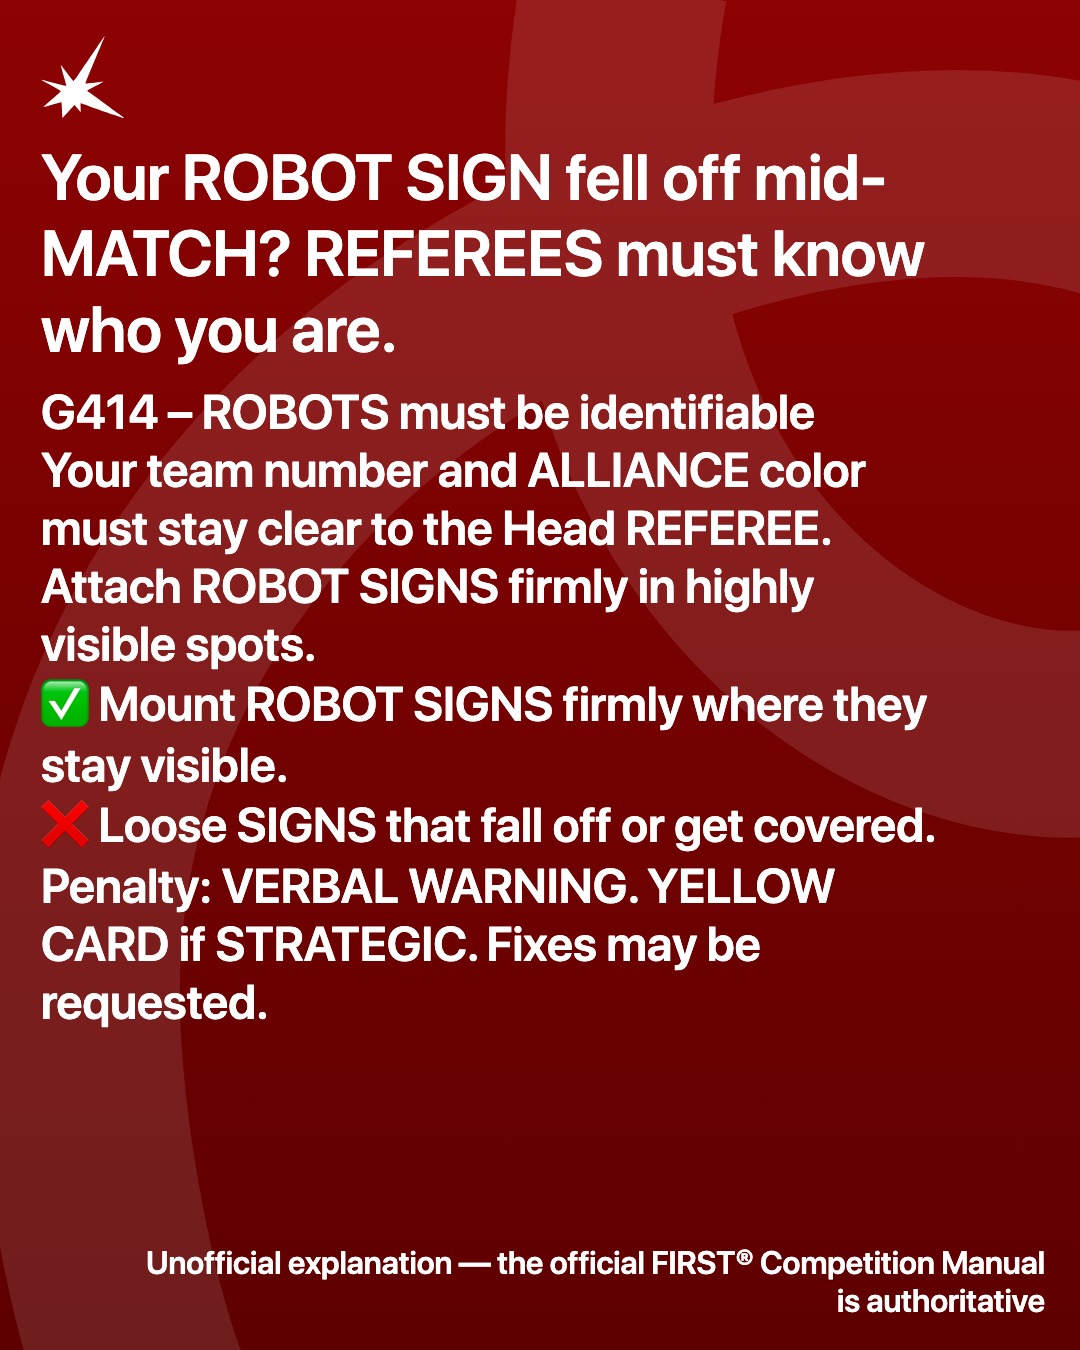 Your ROBOT SIGN fell off mid-
MATCH? REFEREES must know
who you are.
G414 – ROBOTS must be identifiable
Your team number and ALLIANCE color
must stay clear to the Head REFEREE.
Attach ROBOT SIGNS firmly in highly
visible spots.
✅ Mount ROBOT SIGNS firmly where they
stay visible.
❌ Loose SIGNS that fall off or get covered.
Penalty: VERBAL WARNING. YELLOW
CARD if STRATEGIC. Fixes may be
requested.
Unofficial explanation — the official FIRST® Competition Manual
is authoritative